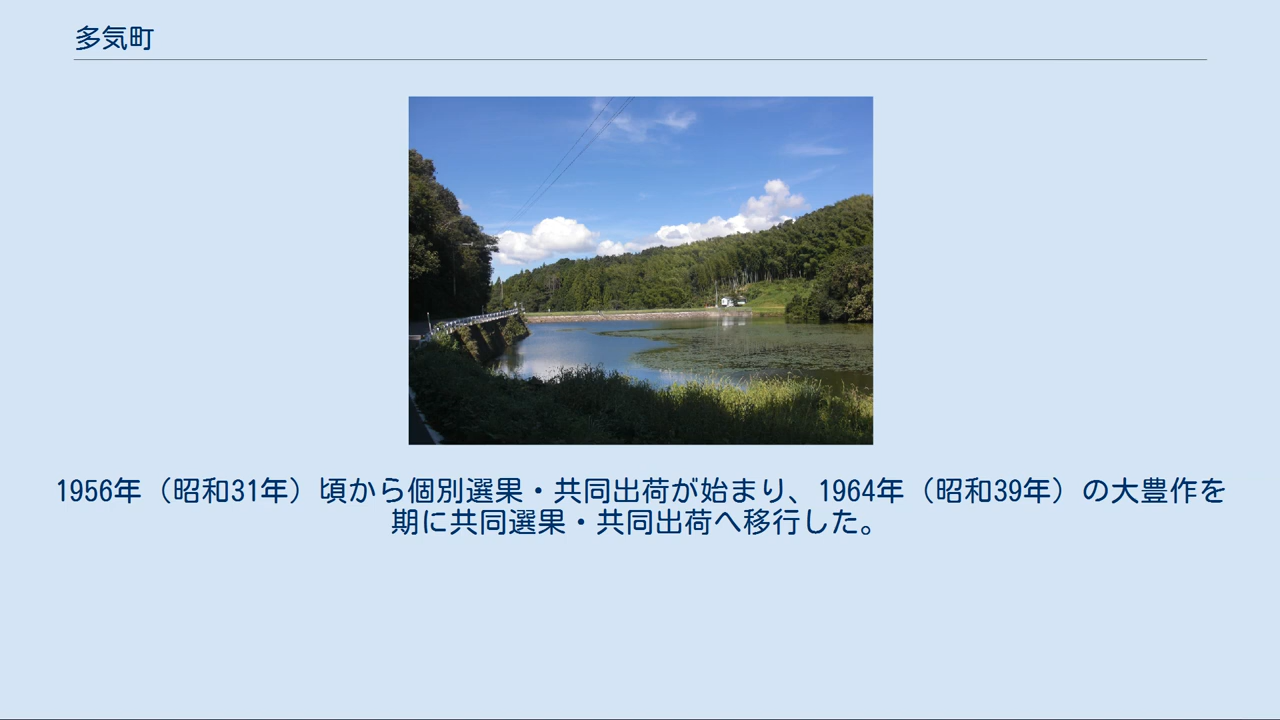 多気町
1956年（昭和31年）頃から個別選果・共同出荷が始まり、1964年（昭和39年）の大豊作を
期に共同選果・共同出荷へ移行した。